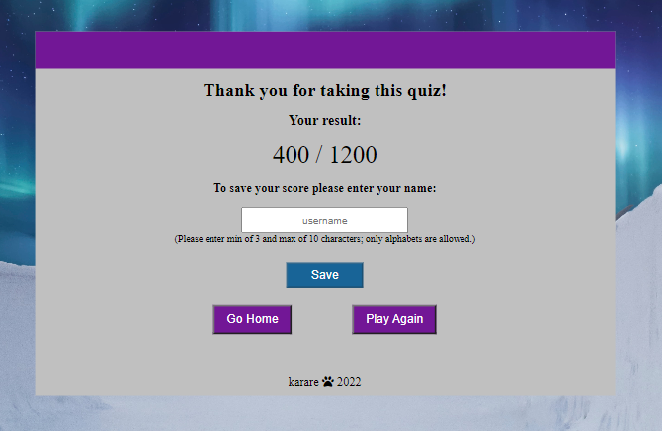 Thank you for taking this quiz!
Your result:
400 / 1200
To save your score please enter your name:
username
(Please enter min of 3 and max of 10 characters; only alphabets are allowed.)
Save
Go Home Play Again
karare 2022